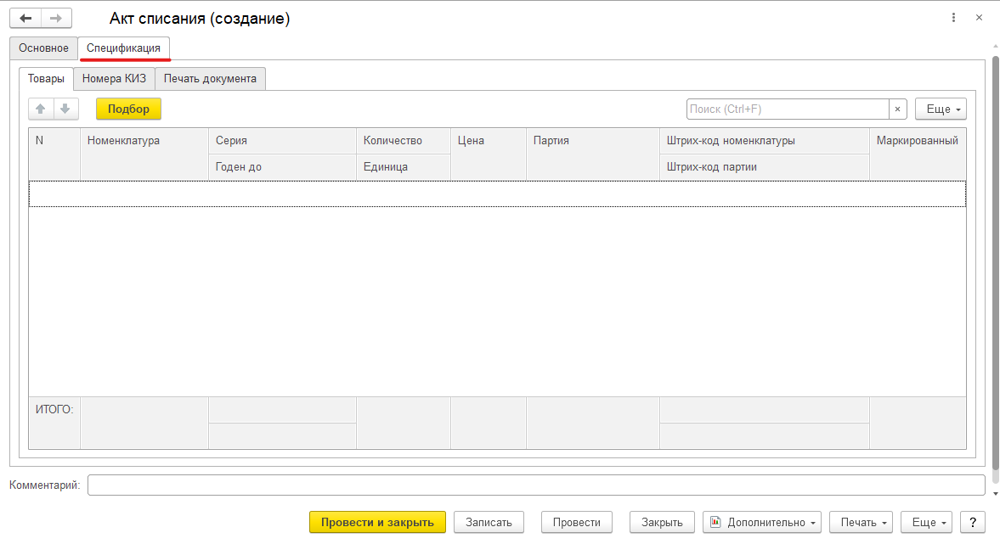 Акт списания (создание)
Основное Спецификация
Товары Номера КИЗ Печать документа
Подбор Поиск (Ctrl+F) × Еще
N Номенклатура Серия Количество Цена Партия Штрих-код номенклатуры Маркированный
Годен до Единица Штрих-код партии
ИТОГО:
Комментарий:
Провести и закрыть Записать Провести Закрыть Дополнительно Печать Еще ?